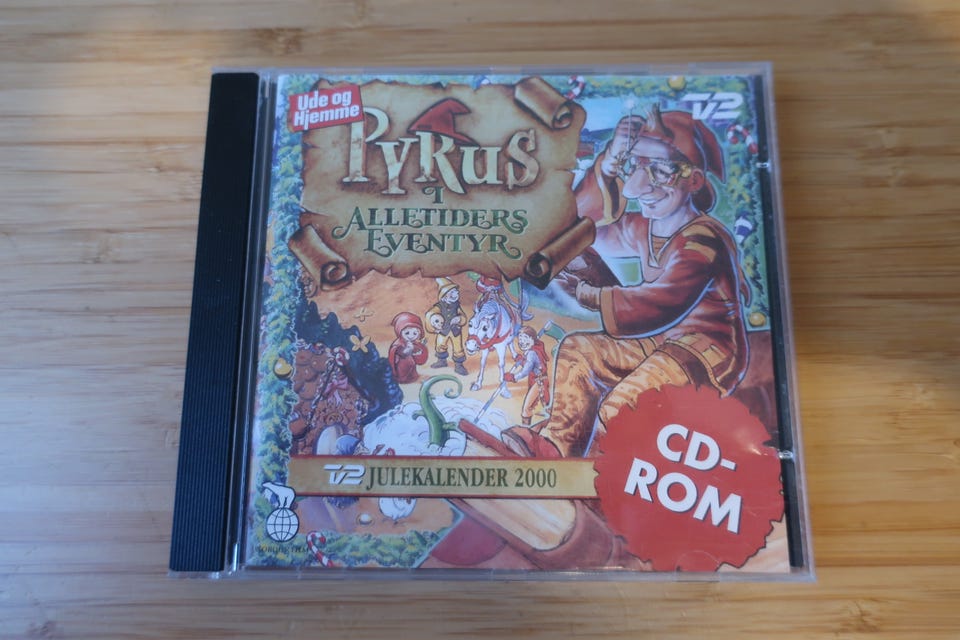 Ude og
Hjemme
PYRUS
I
ALLETIDERS
EVENTYR
TV2
TV2 JULEKALENDER 2000
CD-
ROM